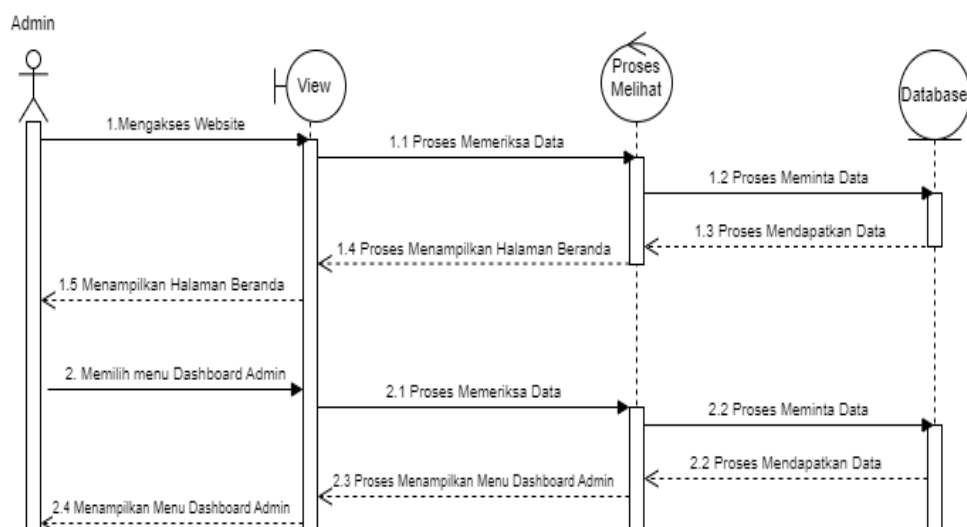 Admin
View
Proses
Melihat
Database
1.Mengakses Website
1.1 Proses Memeriksa Data
1.2 Proses Meminta Data
1.3 Proses Mendapatkan Data
1.4 Proses Menampilkan Halaman Beranda
1.5 Menampilkan Halaman Beranda
2. Memilih menu Dashboard Admin
2.1 Proses Memeriksa Data
2.2 Proses Meminta Data
2.2 Proses Mendapatkan Data
2.3 Proses Menampilkan Menu Dashboard Admin
2.4 Menampilkan Menu Dashboard Admin